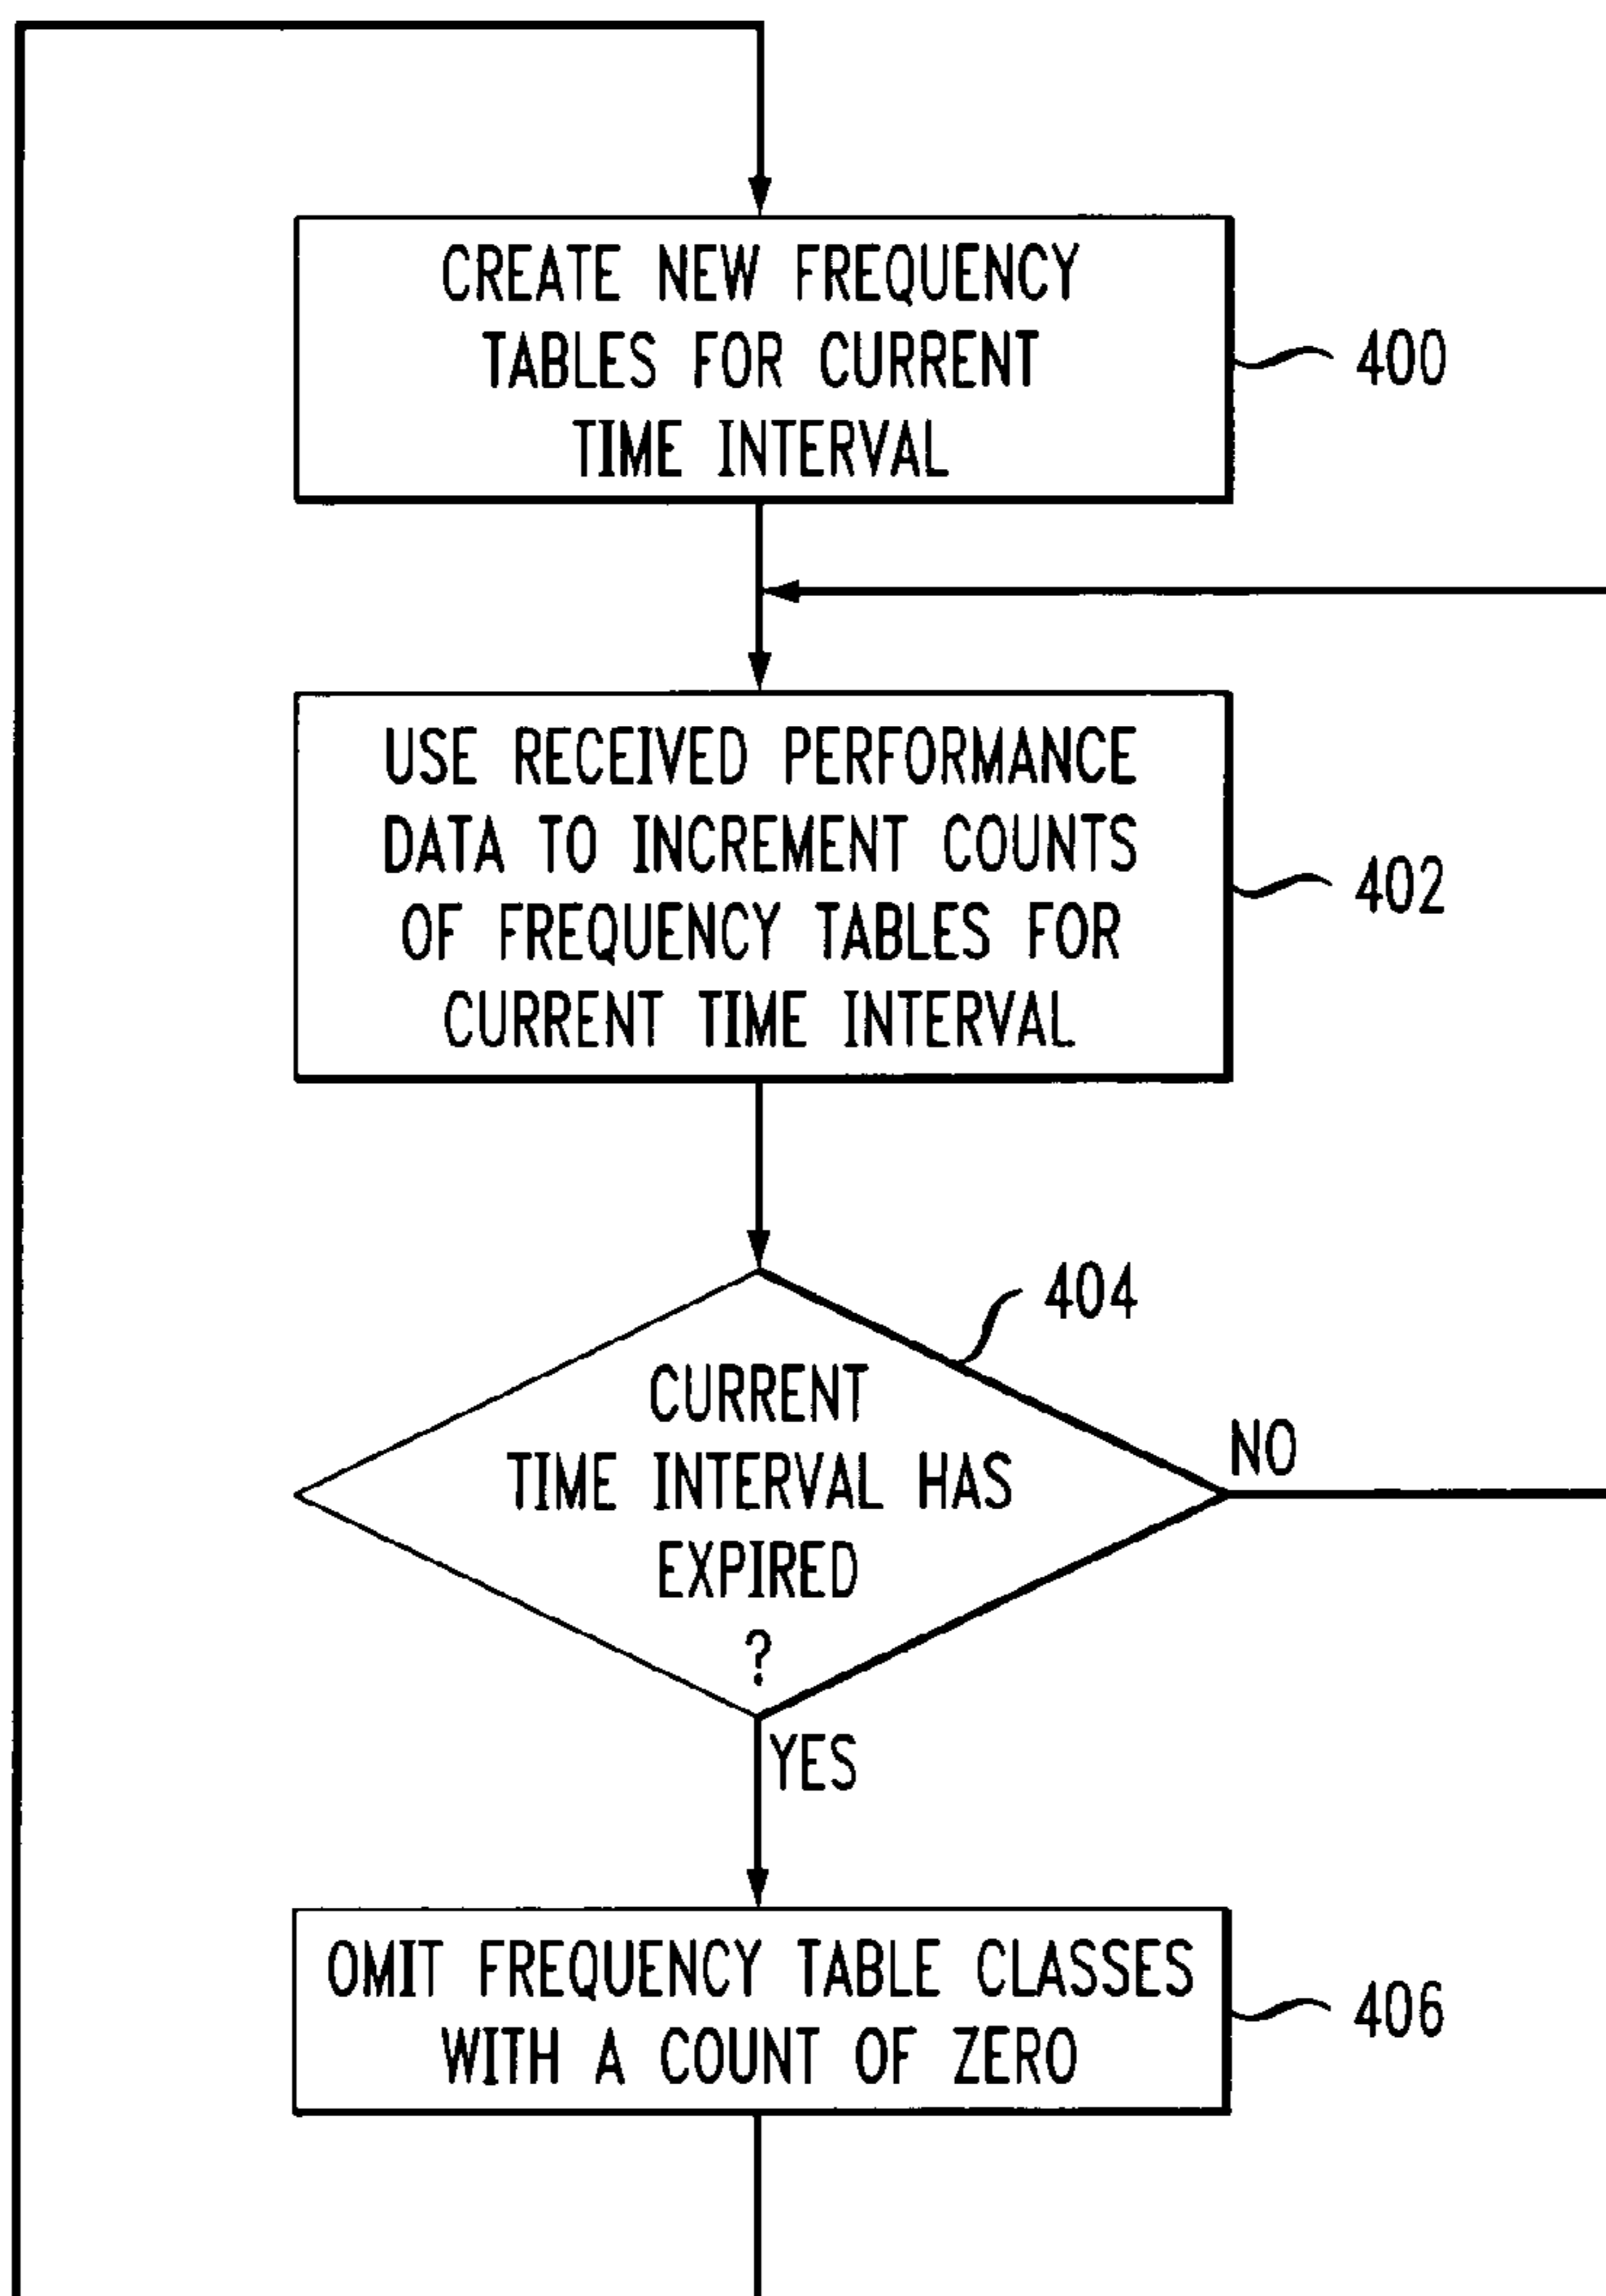 CREATE NEW FREQUENCY
TABLES FOR CURRENT
TIME INTERVAL
400
USE RECEIVED PERFORMANCE
DATA TO INCREMENT COUNTS
OF FREQUENCY TABLES FOR
CURRENT TIME INTERVAL
402
404
CURRENT
TIME INTERVAL HAS
EXPIRED
?
NO
YES
OMIT FREQUENCY TABLE CLASSES
WITH A COUNT OF ZERO
406